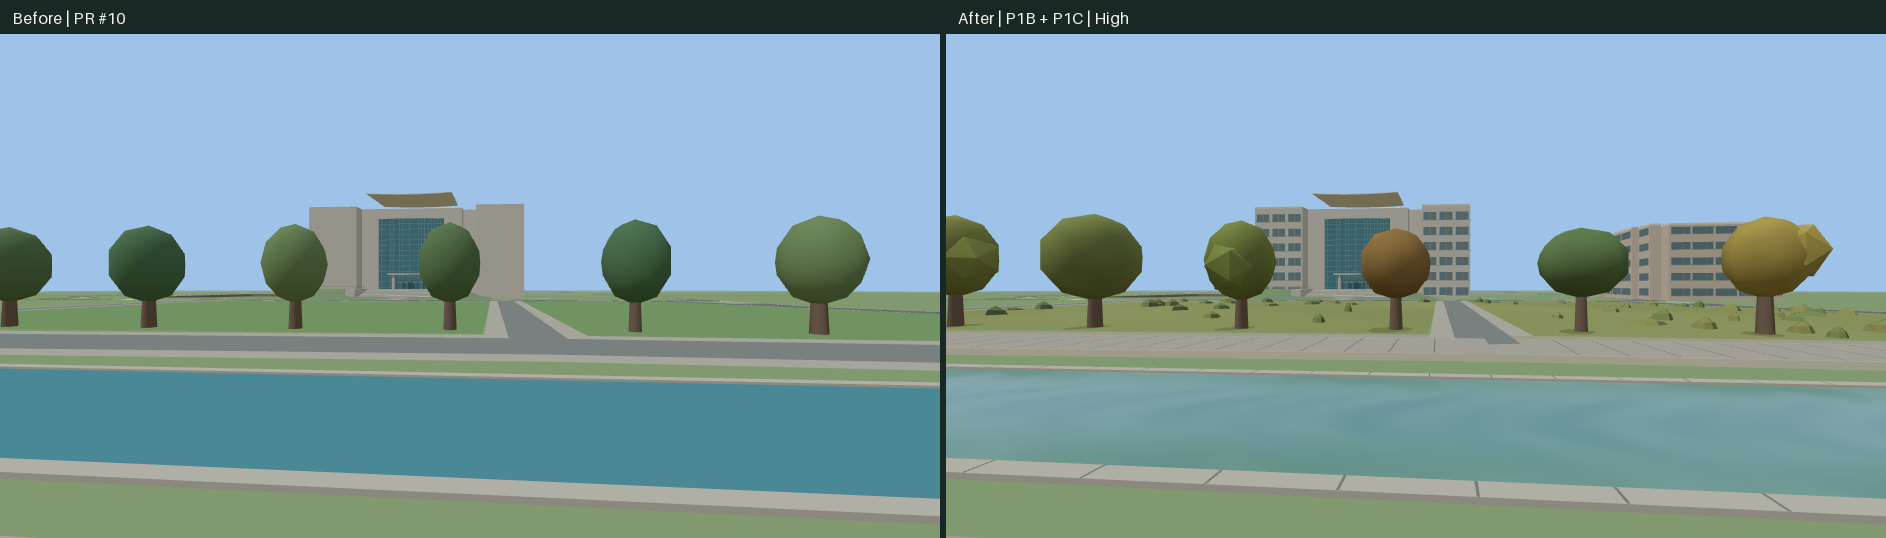 Before | PR #10
After | P1B + P1C | High